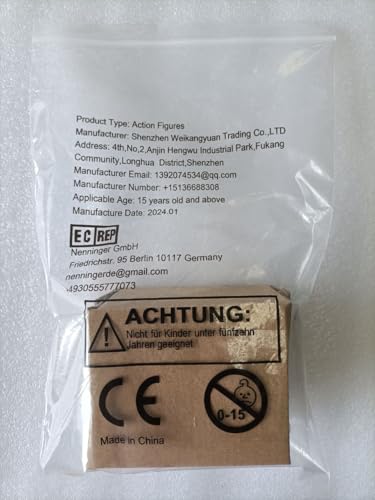 Product Type: Action Figures
Manufacturer: Shenzhen Weikangyuan Trading Co.,LTD
Address: 4th,No,2,Anjin Hengwu Industrial Park,Fukang
Community,Longhua District,Shenzhen
Manufacturer Email: 1392074534@qq.com
Manufacturer Number: +15136688308
Applicable Age: 15 years old and above
Manufacture Date: 2024.01
EC REP
Nenninger GmbH
Friedrichstr, 95 Berlin 10117 Germany
nenningerde@gmail.com
+4930555777073
ACHTUNG:
Nicht für Kinder unter fünfzehn
Jahren geeignet
CE
0-15
Made in China